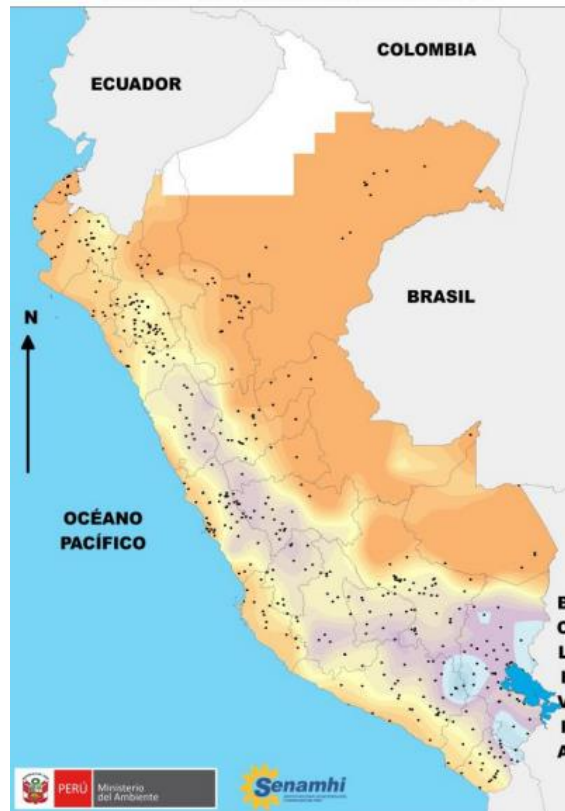 COLOMBIA
ECUADOR
BRASIL
N
OCÉANO
PACÍFICO
B
O
L
I
V
I
A
PERÚ
Ministerio
del Ambiente
Senamhi